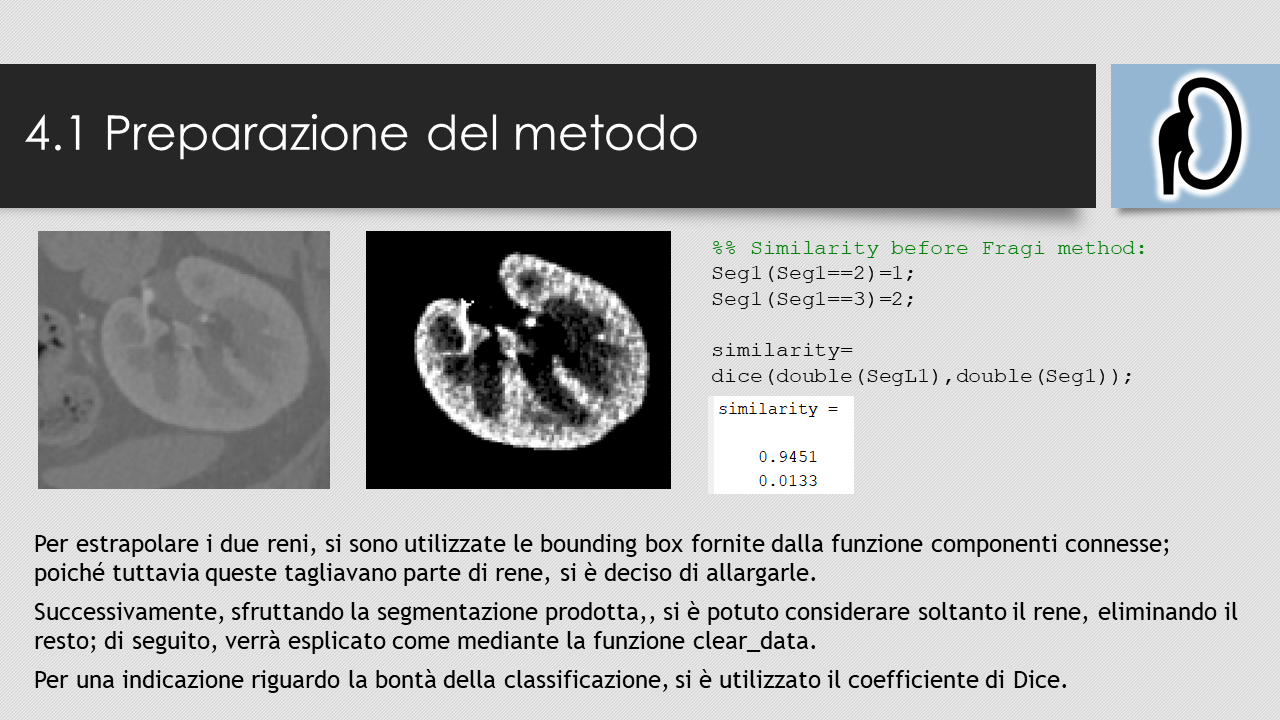 4.1 Preparazione del metodo
%% Similarity before Fragi method:
Seg1(Seg1==2)=1;
Seg1(Seg1==3)=2;
similarity=
dice(double(SegL1),double(Seg1));
similarity =
0.9451
0.0133
Per estrapolare i due reni, si sono utilizzate le bounding box fornite dalla funzione componenti connesse;
poiché tuttavia queste tagliavano parte di rene, si è deciso di allargarle.
Successivamente, sfruttando la segmentazione prodotta,, si è potuto considerare soltanto il rene, eliminando il
resto; di seguito, verrà esplicato come mediante la funzione clear_data.
Per una indicazione riguardo la bontà della classificazione, si è utilizzato il coefficiente di Dice.